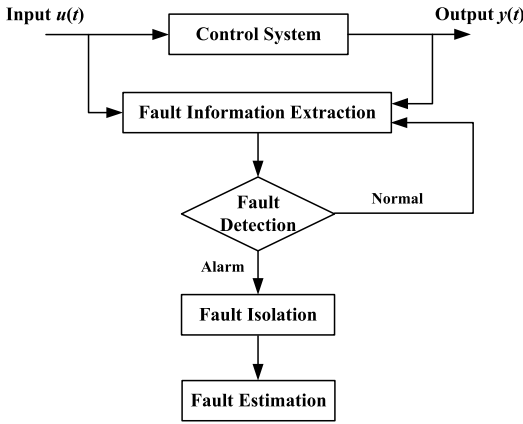 Input u(t)
Output y(t)
Control System
Fault Information Extraction
Fault
Detection
Normal
Alarm
Fault Isolation
Fault Estimation